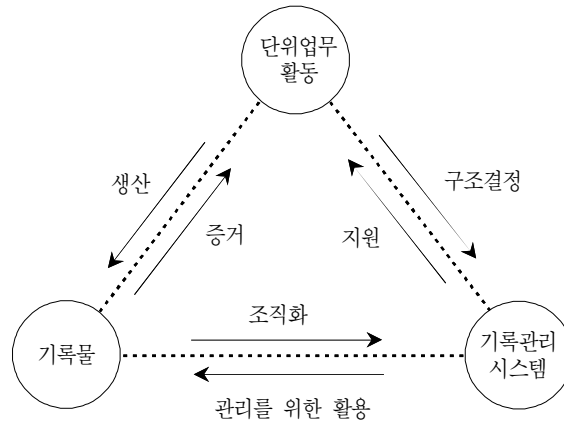 단위업무
활동
생산
구조결정
증거
지원
조직화
기록물
기록관리
시스템
관리를 위한 활용